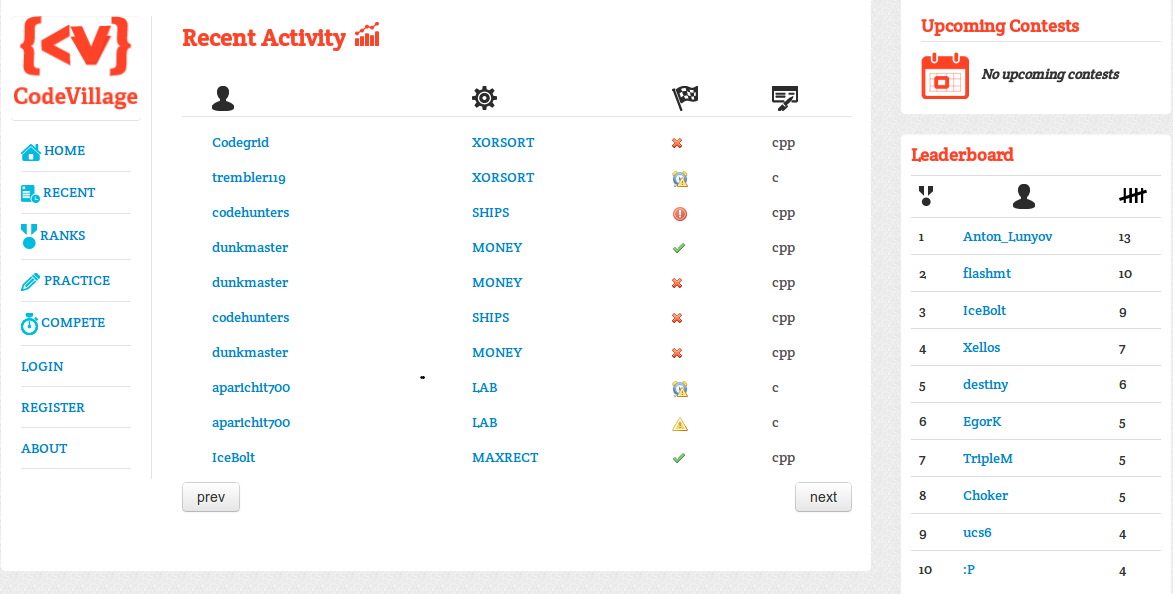 {<v}
CodeVillage
HOME
RECENT
RANKS
PRACTICE
COMPETE
LOGIN
REGISTER
ABOUT
Recent Activity
Codegrid XORSORT cpp
trembler119 XORSORT c
codehunters SHIPS cpp
dunkmaster MONEY cpp
dunkmaster MONEY cpp
codehunters SHIPS cpp
dunkmaster MONEY cpp
aparichit700 LAB c
aparichit700 LAB c
IceBolt MAXRECT cpp
prev next
Upcoming Contests
No upcoming contests
Leaderboard
1 Anton_Lunyov 13
2 flashmt 10
3 IceBolt 9
4 Xellos 7
5 destiny 6
6 EgorK 5
7 TripleM 5
8 Choker 5
9 ucs6 4
10 :P 4